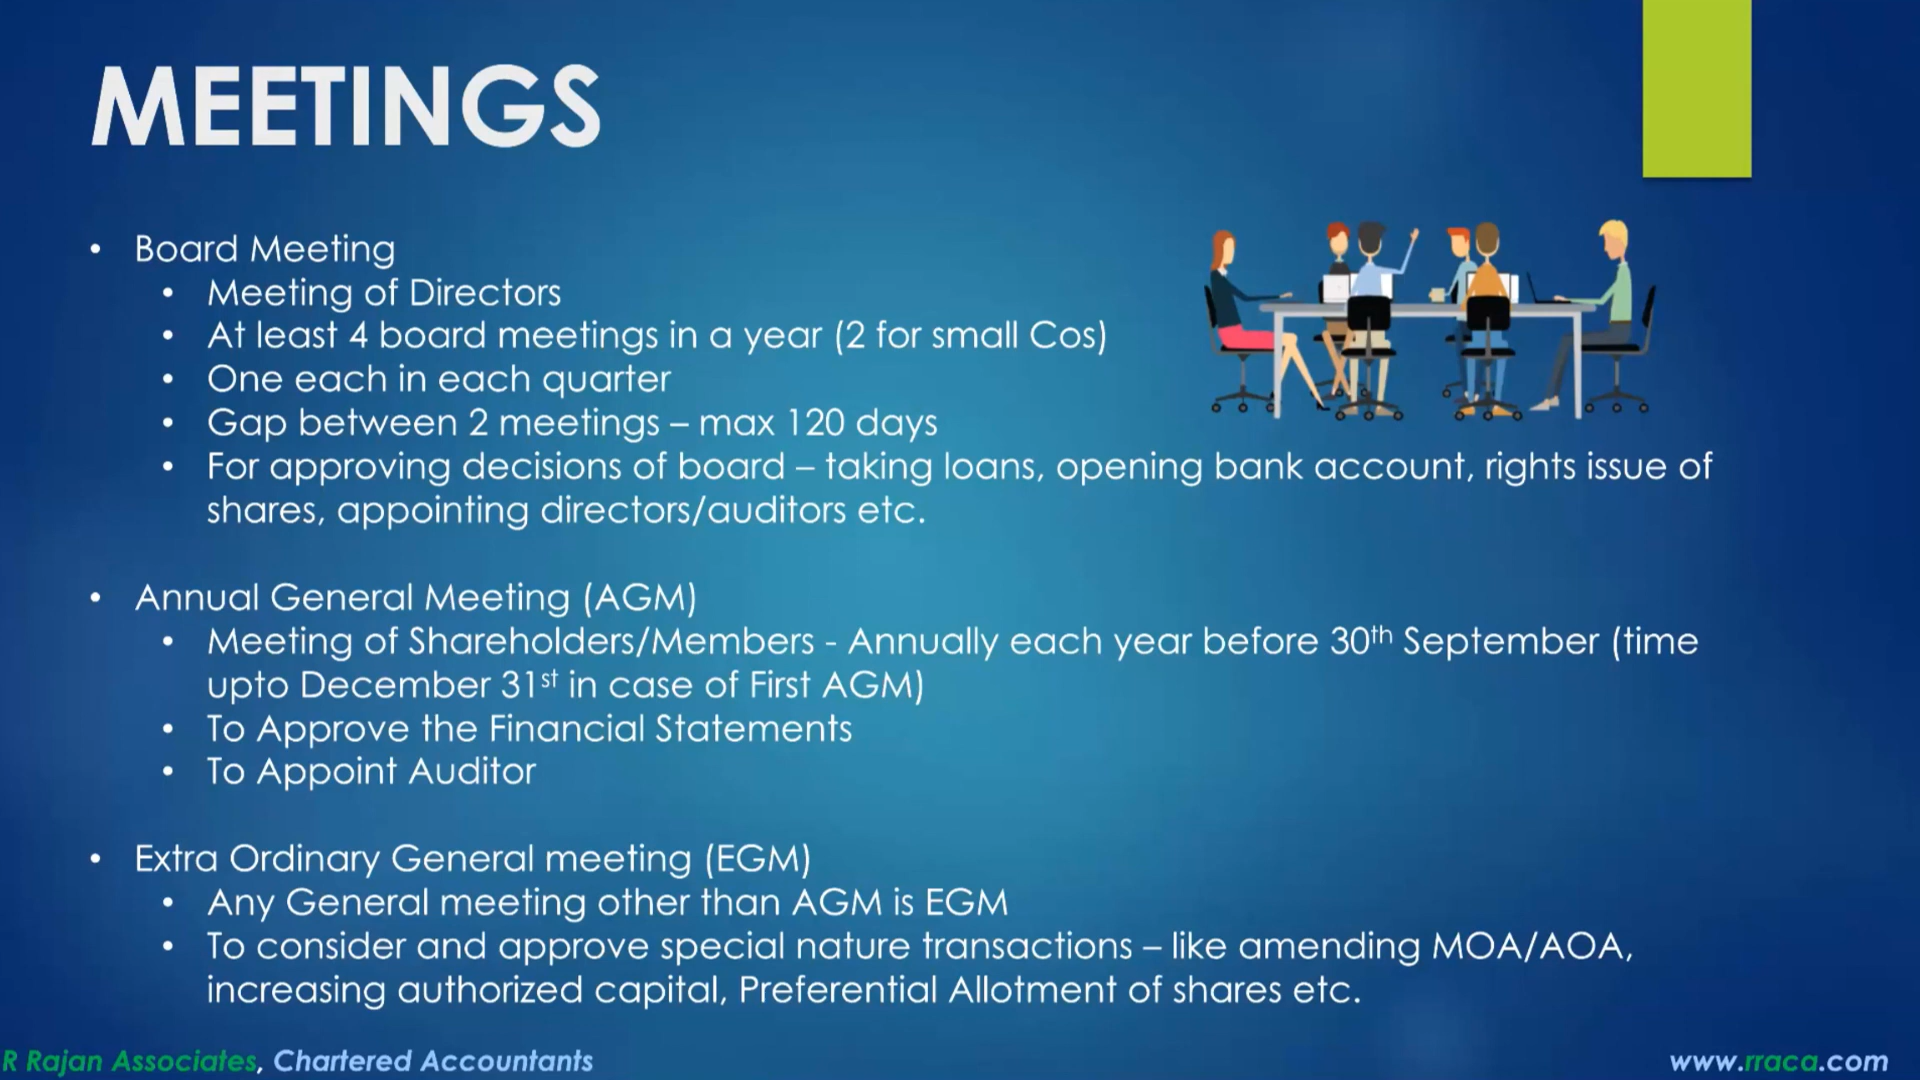 MEETINGS
• Board Meeting
• Meeting of Directors
• At least 4 board meetings in a year (2 for small Cos)
• One each in each quarter
• Gap between 2 meetings – max 120 days
• For approving decisions of board – taking loans, opening bank account, rights issue of
shares, appointing directors/auditors etc.
• Annual General Meeting (AGM)
• Meeting of Shareholders/Members - Annually each year before 30th September (time
upto December 31st in case of First AGM)
• To Approve the Financial Statements
• To Appoint Auditor
• Extra Ordinary General meeting (EGM)
• Any General meeting other than AGM is EGM
• To consider and approve special nature transactions – like amending MOA/AOA,
increasing authorized capital, Preferential Allotment of shares etc.
R Rajan Associates, Chartered Accountants
www.rraca.com